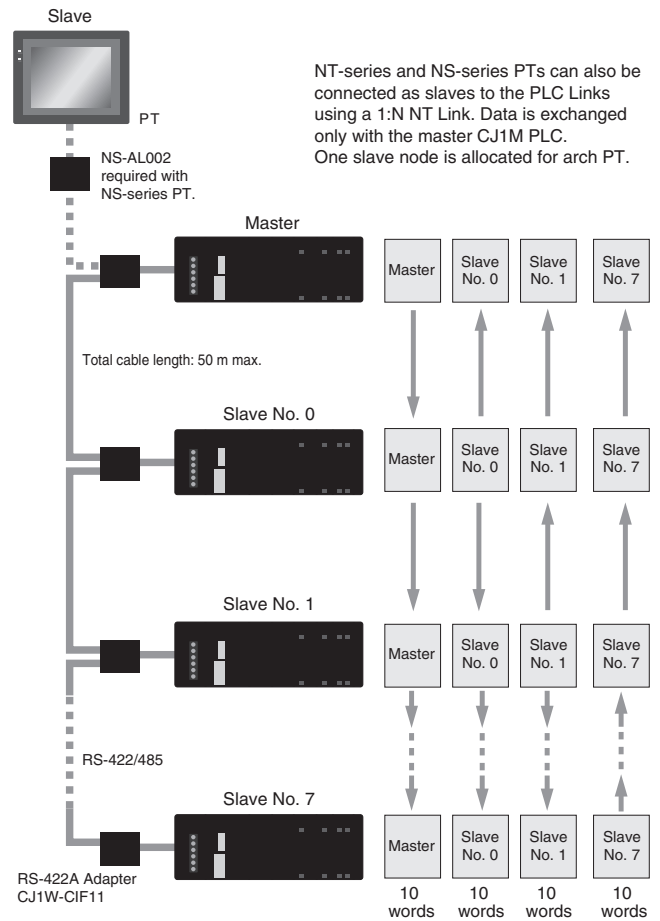 Slave
PT
NS-AL002
required with
NS-series PT.
NT-series and NS-series PTs can also be
connected as slaves to the PLC Links
using a 1:N NT Link. Data is exchanged
only with the master CJ1M PLC.
One slave node is allocated for arch PT.
Master
Master
Slave
No. 0
Slave
No. 1
Slave
No. 7
Total cable length: 50 m max.
Slave No. 0
Master
Slave
No. 0
Slave
No. 1
Slave
No. 7
Slave No. 1
Master
Slave
No. 0
Slave
No. 1
Slave
No. 7
RS-422/485
Slave No. 7
Master
Slave
No. 0
Slave
No. 1
Slave
No. 7
RS-422A Adapter
CJ1W-CIF11
10
words
10
words
10
words
10
words